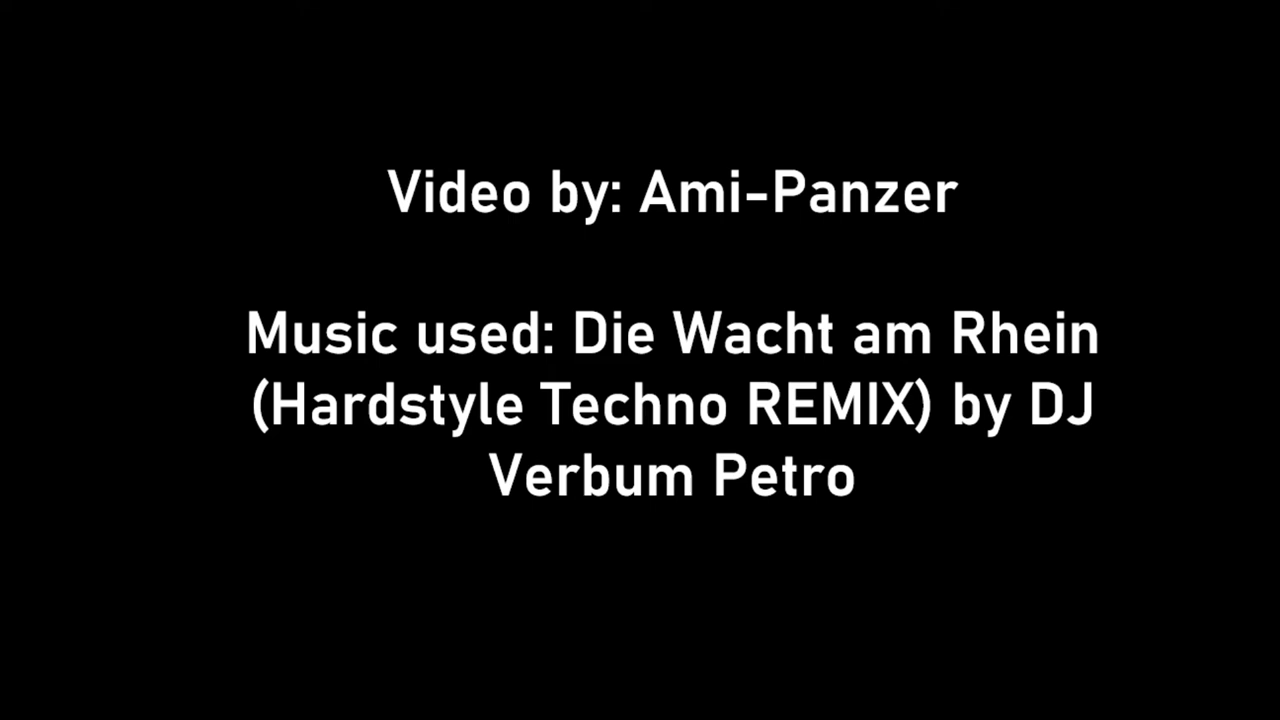 Video by: Ami-Panzer
Music used: Die Wacht am Rhein
(Hardstyle Techno REMIX) by DJ
Verbum Petro